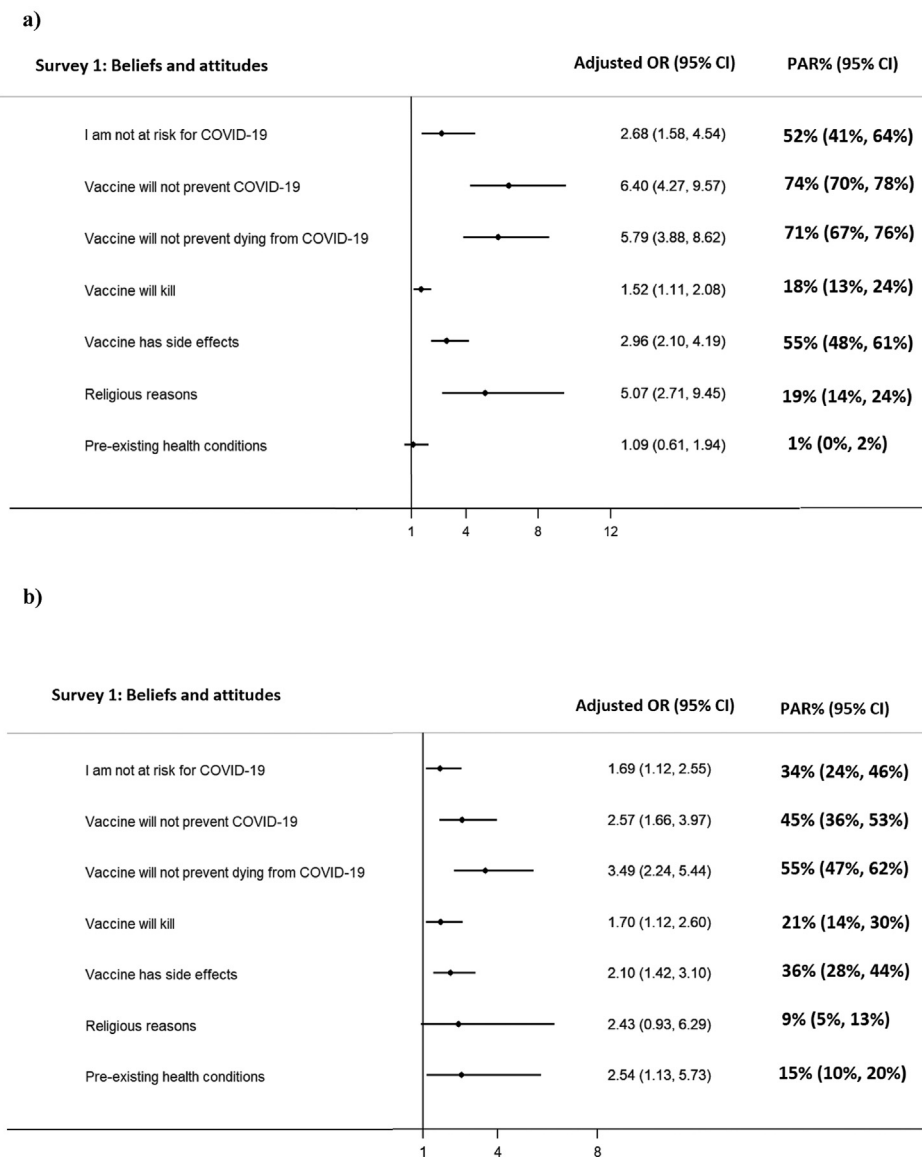 a)
Survey 1: Beliefs and attitudes Adjusted OR (95% CI) PAR% (95% CI)
I am not at risk for COVID-19 2.68 (1.58, 4.54) 52% (41%, 64%)
Vaccine will not prevent COVID-19 6.40 (4.27, 9.57) 74% (70%, 78%)
Vaccine will not prevent dying from COVID-19 5.79 (3.88, 8.62) 71% (67%, 76%)
Vaccine will kill 1.52 (1.11, 2.08) 18% (13%, 24%)
Vaccine has side effects 2.96 (2.10, 4.19) 55% (48%, 61%)
Religious reasons 5.07 (2.71, 9.45) 19% (14%, 24%)
Pre-existing health conditions 1.09 (0.61, 1.94) 1% (0%, 2%)
1 4 8 12
b)
Survey 1: Beliefs and attitudes Adjusted OR (95% CI) PAR% (95% CI)
I am not at risk for COVID-19 1.69 (1.12, 2.55) 34% (24%, 46%)
Vaccine will not prevent COVID-19 2.57 (1.66, 3.97) 45% (36%, 53%)
Vaccine will not prevent dying from COVID-19 3.49 (2.24, 5.44) 55% (47%, 62%)
Vaccine will kill 1.70 (1.12, 2.60) 21% (14%, 30%)
Vaccine has side effects 2.10 (1.42, 3.10) 36% (28%, 44%)
Religious reasons 2.43 (0.93, 6.29) 9% (5%, 13%)
Pre-existing health conditions 2.54 (1.13, 5.73) 15% (10%, 20%)
1 4 8